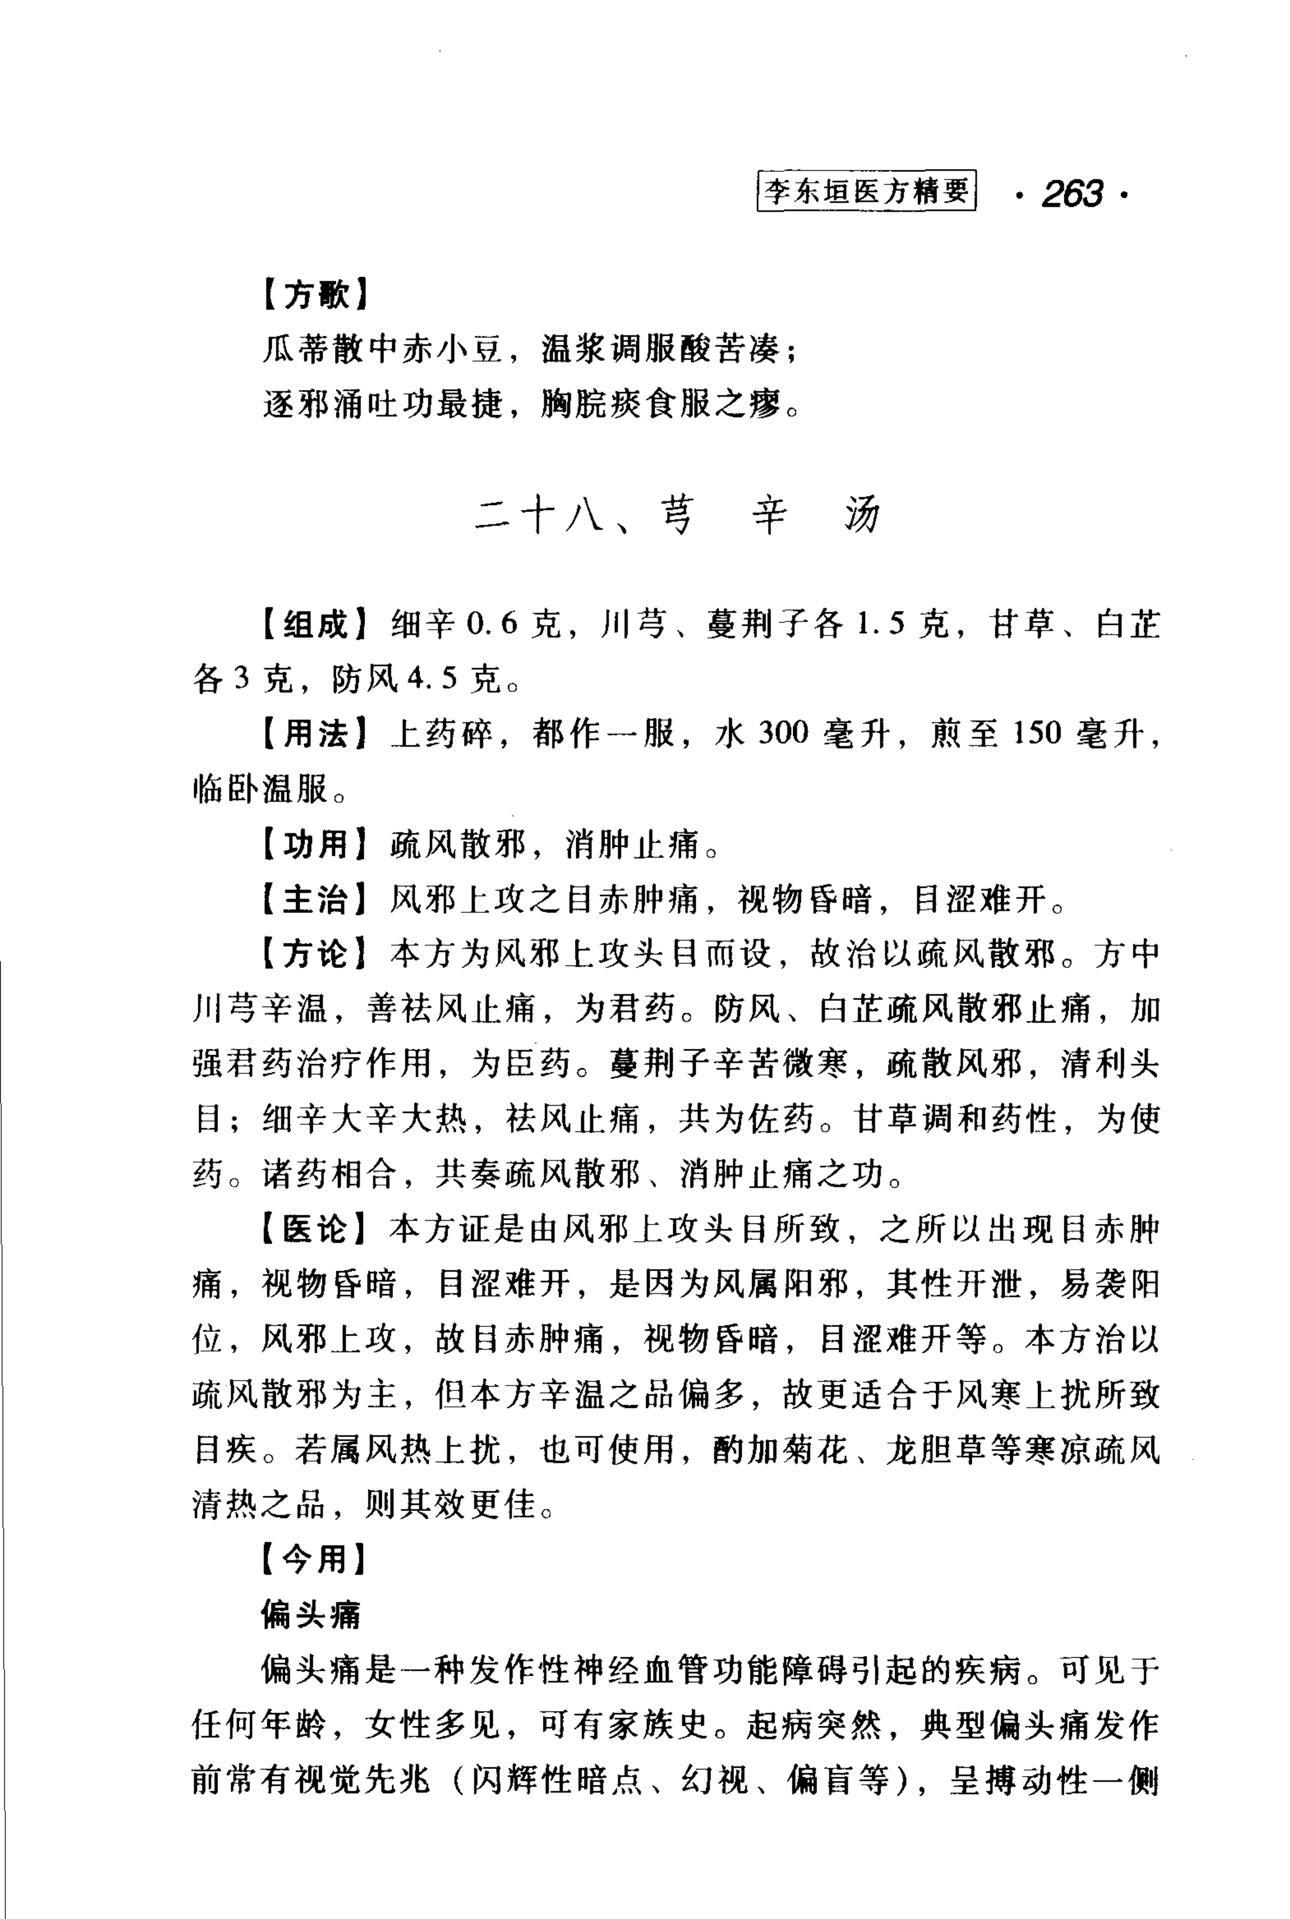 李东垣医方精要 · 263 ·
【方歌】
瓜蒂散中赤小豆，温浆调服酸苦凑；
逐邪涌吐功最捷，胸脘痰食服之瘳。
二十八、芎 辛 汤
【组成】细辛 0.6 克，川芎、蔓荆子各 1.5 克，甘草、白芷
各 3 克，防风 4.5 克。
【用法】上药碎，都作一服，水 300 毫升，煎至 150 毫升，
临卧温服。
【功用】疏风散邪，消肿止痛。
【主治】风邪上攻之目赤肿痛，视物昏暗，目涩难开。
【方论】本方为风邪上攻头目而设，故治以疏风散邪。方中
川芎辛温，善祛风止痛，为君药。防风、白芷疏风散邪止痛，加
强君药治疗作用，为臣药。蔓荆子辛苦微寒，疏散风邪，清利头
目；细辛大辛大热，祛风止痛，共为佐药。甘草调和药性，为使
药。诸药相合，共奏疏风散邪、消肿止痛之功。
【医论】本方证是由风邪上攻头目所致，之所以出现目赤肿
痛，视物昏暗，目涩难开，是因为风属阳邪，其性开泄，易袭阳
位，风邪上攻，故目赤肿痛，视物昏暗，目涩难开等。本方治以
疏风散邪为主，但本方辛温之品偏多，故更适合于风寒上扰所致
目疾。若属风热上扰，也可使用，酌加菊花、龙胆草等寒凉疏风
清热之品，则其效更佳。
【今用】
偏头痛
偏头痛是一种发作性神经血管功能障碍引起的疾病。可见于
任何年龄，女性多见，可有家族史。起病突然，典型偏头痛发作
前常有视觉先兆（闪辉性暗点、幻视、偏盲等），呈搏动性一侧